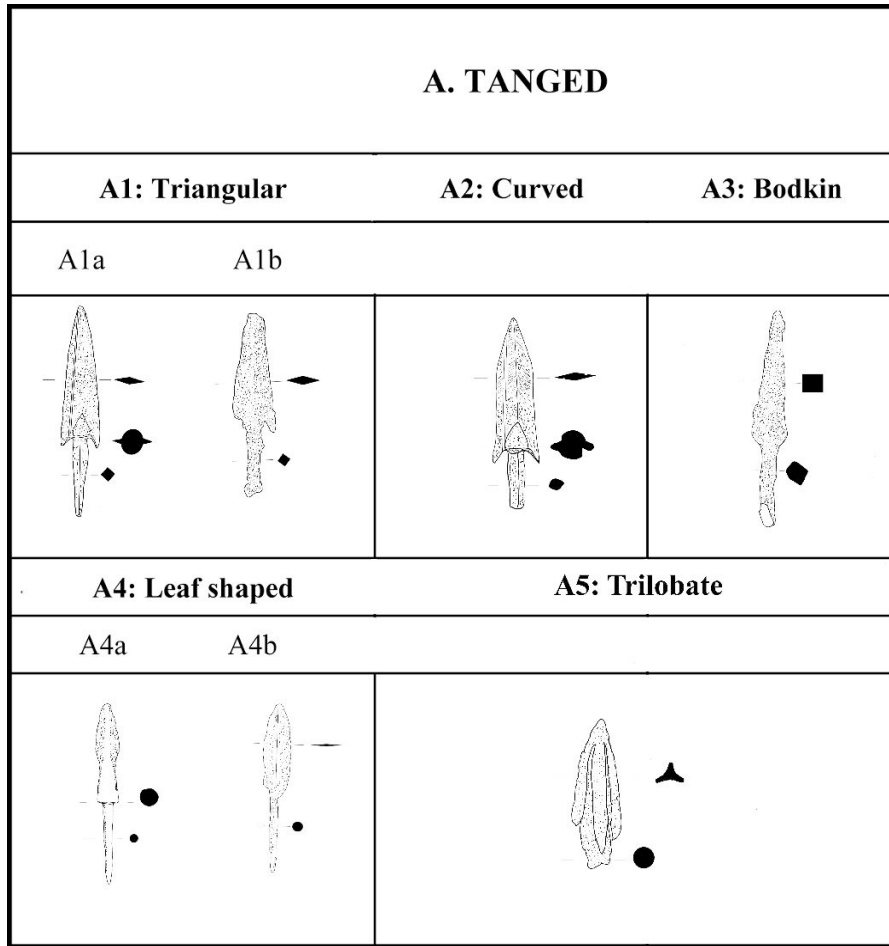 A. TANGED
A1: Triangular A2: Curved A3: Bodkin
A1a A1b
A4: Leaf shaped A5: Trilobate
A4a A4b